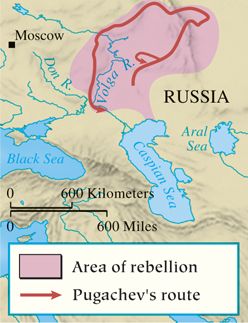 Moscow
Don R.
Volga R.
RUSSIA
Aral
Sea
Black Sea
Caspian Sea
0 600 Kilometers
0 600 Miles
Area of rebellion
Pugachev's route